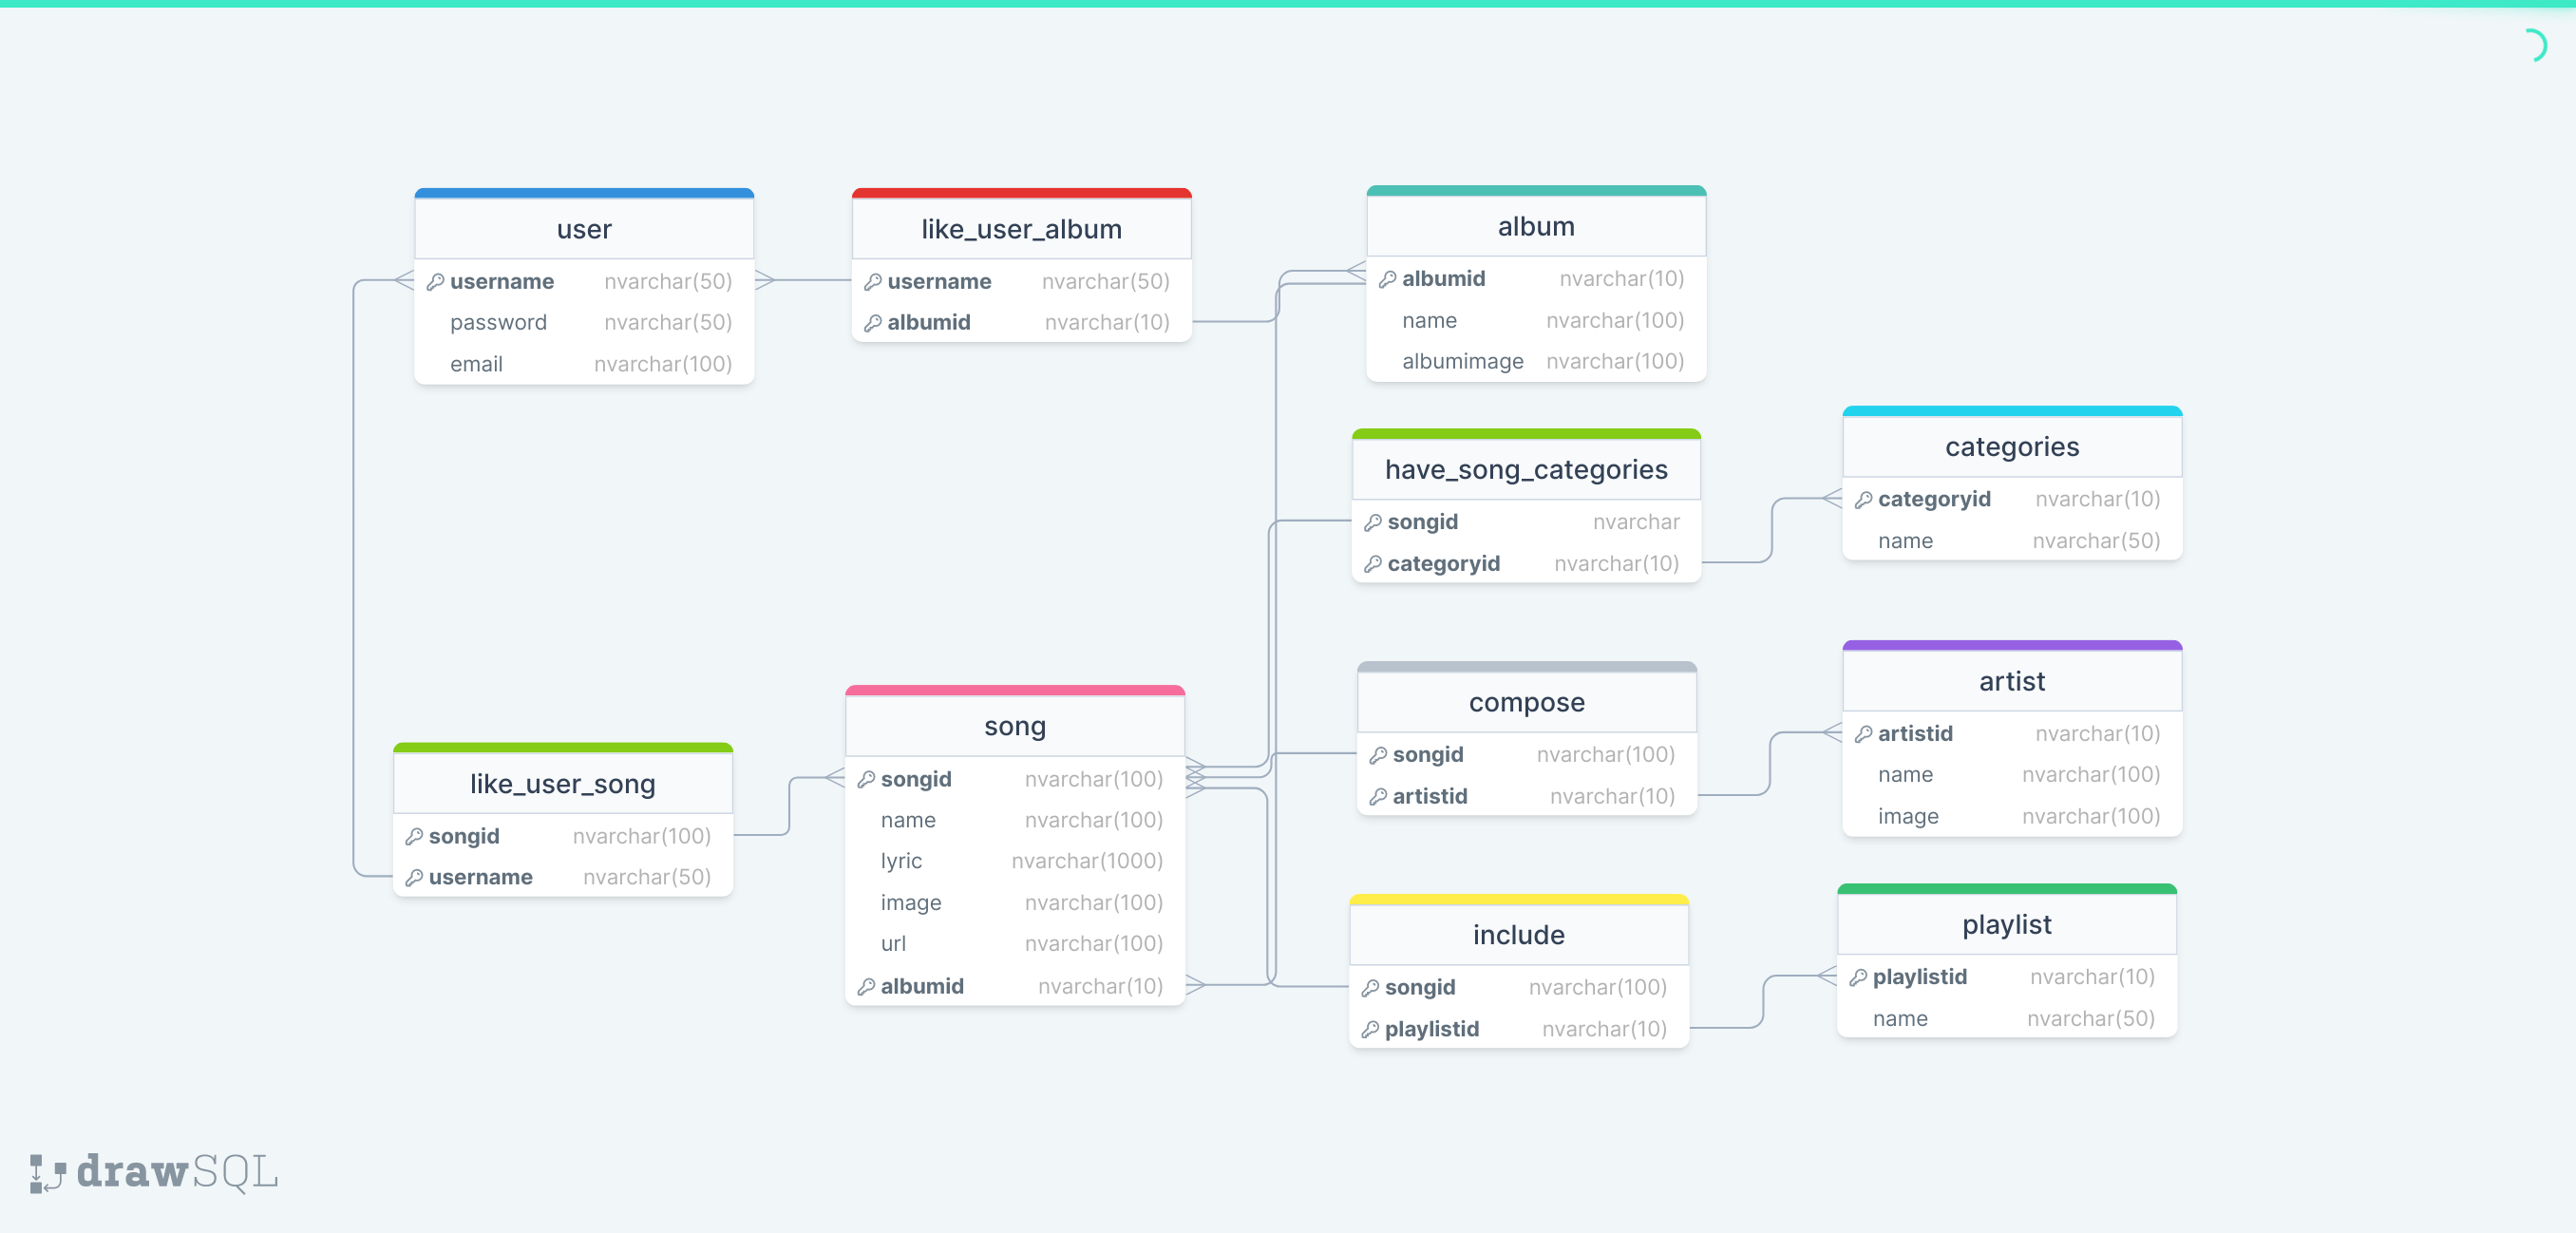 user
username nvarchar(50)
password nvarchar(50)
email nvarchar(100)
like_user_album
username nvarchar(50)
albumid nvarchar(10)
album
albumid nvarchar(10)
name nvarchar(100)
albumimage nvarchar(100)
have_song_categories
songid nvarchar
categoryid nvarchar(10)
categories
categoryid nvarchar(10)
name nvarchar(50)
like_user_song
songid nvarchar(100)
username nvarchar(50)
song
songid nvarchar(100)
name nvarchar(100)
lyric nvarchar(1000)
image nvarchar(100)
url nvarchar(100)
albumid nvarchar(10)
compose
songid nvarchar(100)
artistid nvarchar(10)
artist
artistid nvarchar(10)
name nvarchar(100)
image nvarchar(100)
include
songid nvarchar(100)
playlistid nvarchar(10)
playlist
playlistid nvarchar(10)
name nvarchar(50)
drawSQL